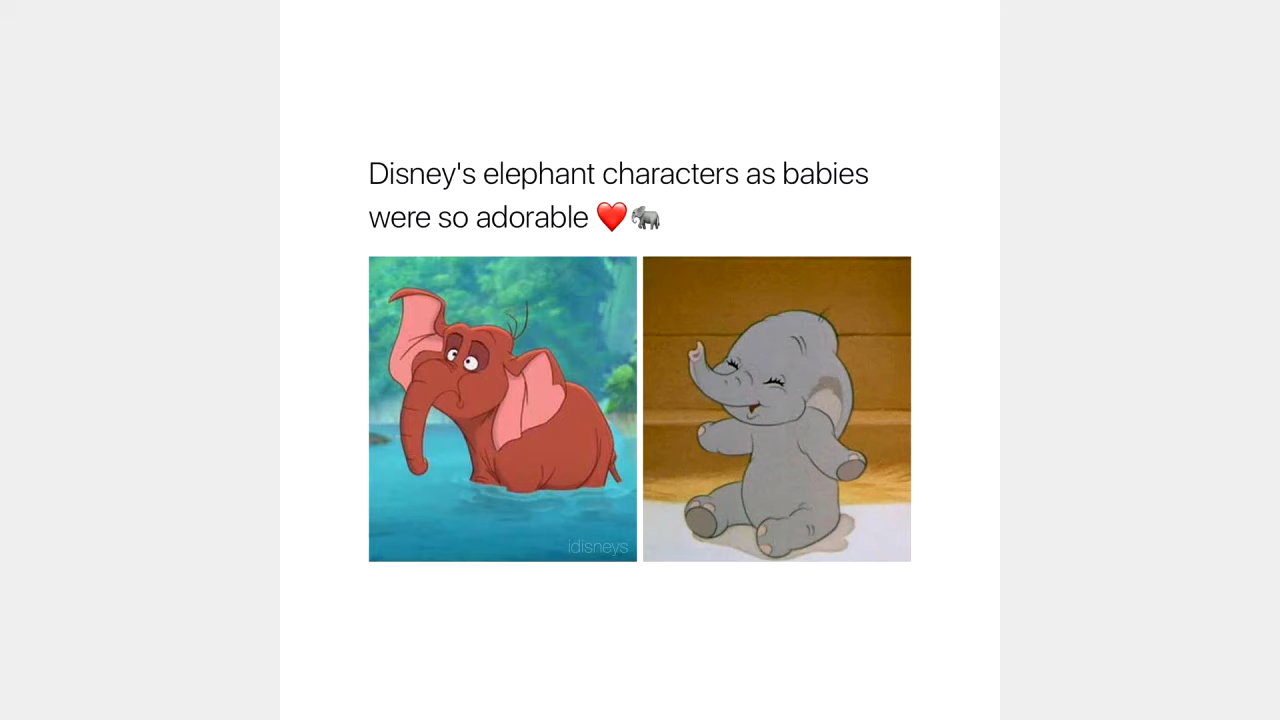 Disney's elephant characters as babies
were so adorable ❤️🐘
idisneys